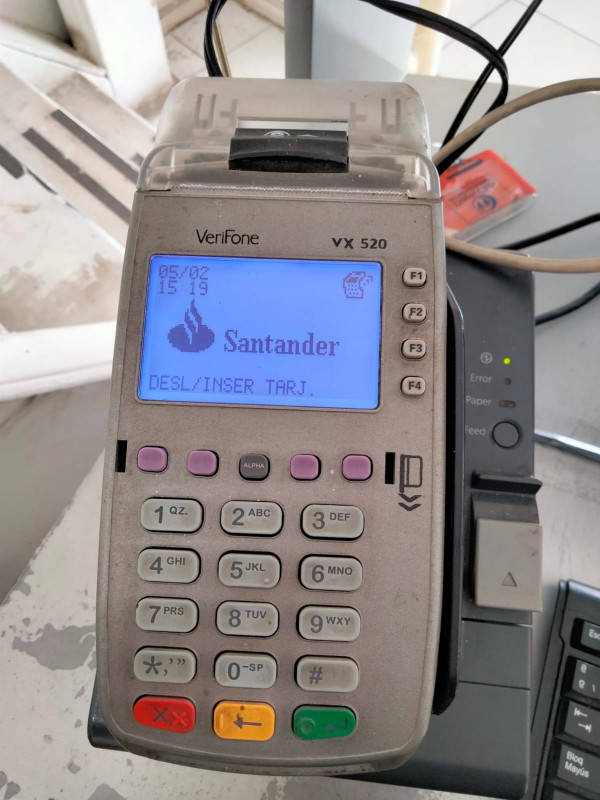 VeriFone VX 520
05/02
15 19
Santander
DESL/INSER TARJ.
F1
F2
F3
F4
ALPHA
1 QZ. 2 ABC 3 DEF
4 GHI 5 JKL 6 MNO
7 PRS 8 TUV 9 WXY
*,'" 0 -SP #
Error
Paper
Feed
Esc
Bloq
Mayús